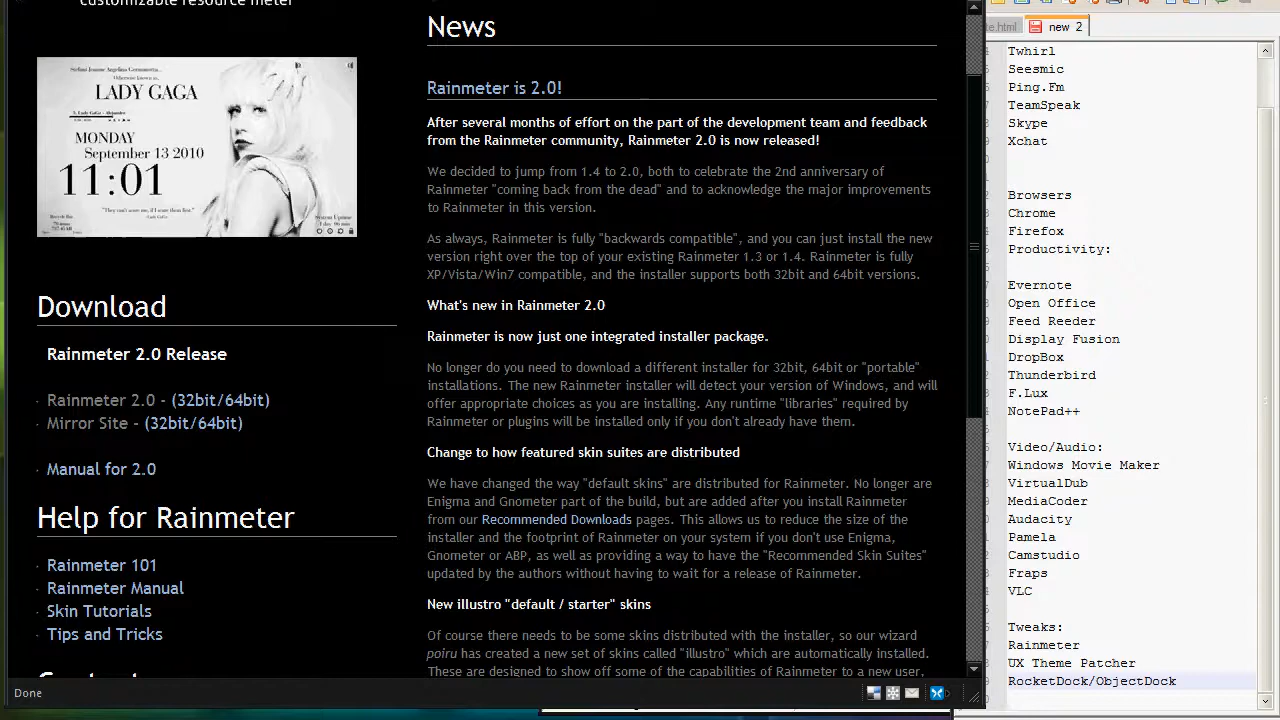 customizable resource meter
Stefani Joanne Angelina Germanotta...
Otherwise known as,
LADY GAGA
MONDAY
September 13 2010
11:01
Download
Rainmeter 2.0 Release
Rainmeter 2.0 - (32bit/64bit)
Mirror Site - (32bit/64bit)
Manual for 2.0
Help for Rainmeter
Rainmeter 101
Rainmeter Manual
Skin Tutorials
Tips and Tricks
News
Rainmeter is 2.0!
After several months of effort on the part of the development team and feedback
from the Rainmeter community, Rainmeter 2.0 is now released!
We decided to jump from 1.4 to 2.0, both to celebrate the 2nd anniversary of
Rainmeter "coming back from the dead" and to acknowledge the major improvements
to Rainmeter in this version.
As always, Rainmeter is fully "backwards compatible", and you can just install the new
version right over the top of your existing Rainmeter 1.3 or 1.4. Rainmeter is fully
XP/Vista/Win7 compatible, and the installer supports both 32bit and 64bit versions.
What's new in Rainmeter 2.0
Rainmeter is now just one integrated installer package.
No longer do you need to download a different installer for 32bit, 64bit or "portable"
installations. The new Rainmeter installer will detect your version of Windows, and will
offer appropriate choices as you are installing. Any runtime "libraries" required by
Rainmeter or plugins will be installed only if you don't already have them.
Change to how featured skin suites are distributed
We have changed the way "default skins" are distributed for Rainmeter. No longer are
Enigma and Gnometer part of the build, but are added after you install Rainmeter
from our Recommended Downloads pages. This allows us to reduce the size of the
installer and the footprint of Rainmeter on your system if you don't use Enigma,
Gnometer or ABP, as well as providing a way to have the "Recommended Skin Suites"
updated by the authors without having to wait for a release of Rainmeter.
New illustro "default / starter" skins
Of course there needs to be some skins distributed with the installer, so our wizard
poiru has created a new set of skins called "illustro" which are automatically installed.
These are designed to show off some of the capabilities of Rainmeter to a new user,
Done
new 2
Twhirl
Seesmic
Ping.Fm
TeamSpeak
Skype
Xchat
Browsers
Chrome
Firefox
Productivity:
Evernote
Open Office
Feed Reeder
Display Fusion
DropBox
Thunderbird
F.Lux
NotePad++
Video/Audio:
Windows Movie Maker
VirtualDub
MediaCoder
Audacity
Pamela
Camstudio
Fraps
VLC
Tweaks:
Rainmeter
UX Theme Patcher
RocketDock/ObjectDock